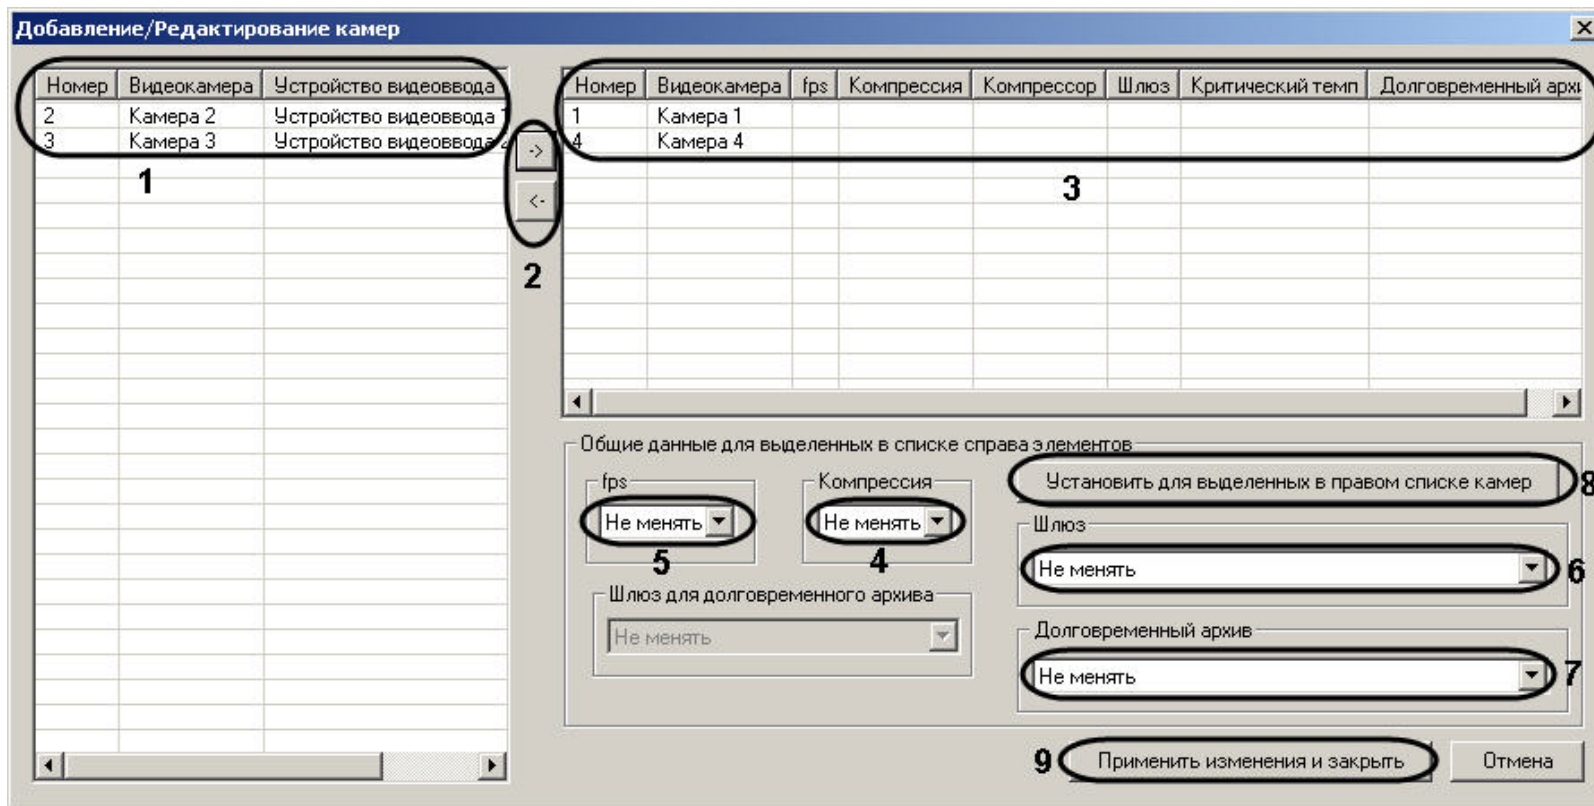 Добавление/Редактирование камер
Номер Видеокамера Устройство видеоввода
2 Камера 2 Устройство видеоввода 1
3 Камера 3 Устройство видеоввода 2
1
->
<-
2
Номер Видеокамера fps Компрессия Компрессор Шлюз Критический темп Долговременный архи
1 Камера 1
4 Камера 4
3
Общие данные для выделенных в списке справа элементов
fps
Не менять
5
Компрессия
Не менять
4
Установить для выделенных в правом списке камер
8
Шлюз
Не менять
6
Шлюз для долговременного архива
Не менять
Долговременный архив
Не менять
7
9
Применить изменения и закрыть
Отмена